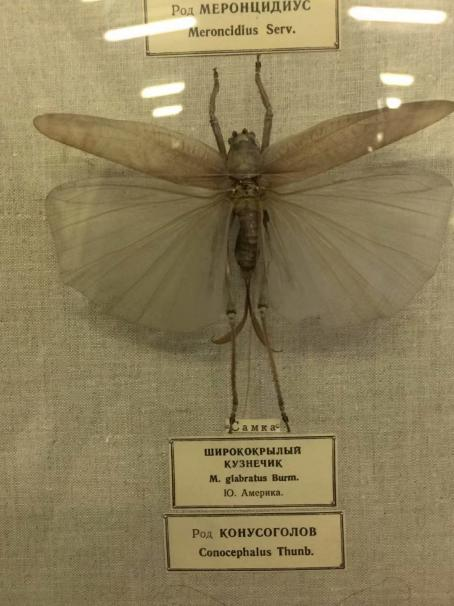 Род МЕРОНЦИДИУС
Meroncidius Serv.
Самка
ШИРОКОКРЫЛЫЙ
КУЗНЕЧИК
M. glabratus Burm.
Ю. Америка.
Род КОНУСОГОЛОВ
Conocephalus Thunb.